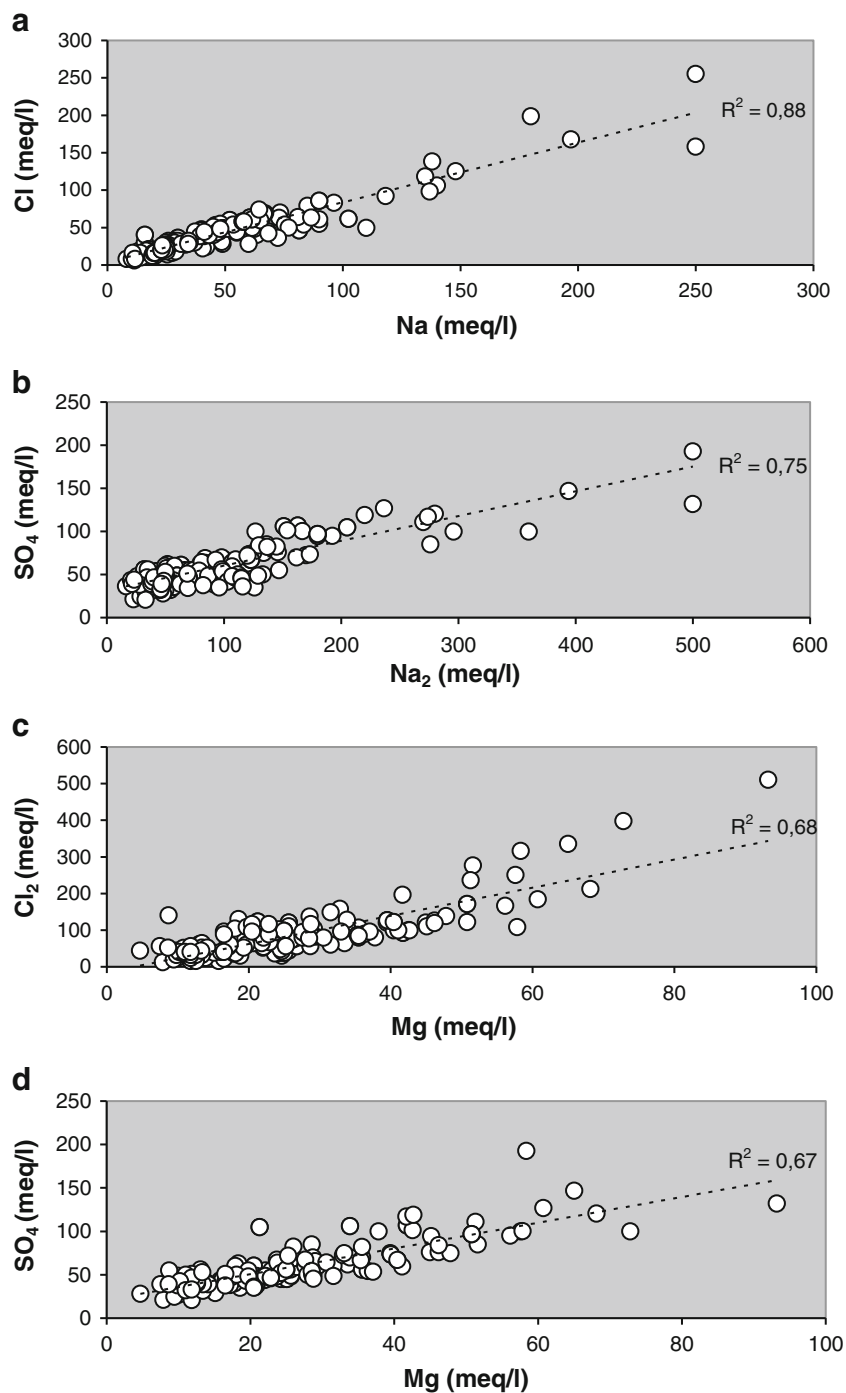 a
300
250
200
150
100
50
0
Cl (meq/l)
R² = 0,88
0 50 100 150 200 250 300
Na (meq/l)
b
250
200
150
100
50
0
SO₄ (meq/l)
R² = 0,75
0 100 200 300 400 500 600
Na₂ (meq/l)
c
600
500
400
300
200
100
0
Cl₂ (meq/l)
R² = 0,68
0 20 40 60 80 100
Mg (meq/l)
d
250
200
150
100
50
0
SO₄ (meq/l)
R² = 0,67
0 20 40 60 80 100
Mg (meq/l)